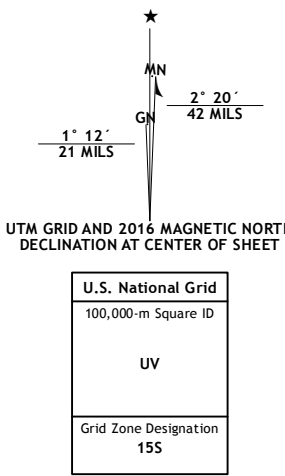 ★
MN
2° 20´
42 MILS
GN
1° 12´
21 MILS
UTM GRID AND 2016 MAGNETIC NORTH
DECLINATION AT CENTER OF SHEET
U.S. National Grid
100,000-m Square ID
UV
Grid Zone Designation
15S